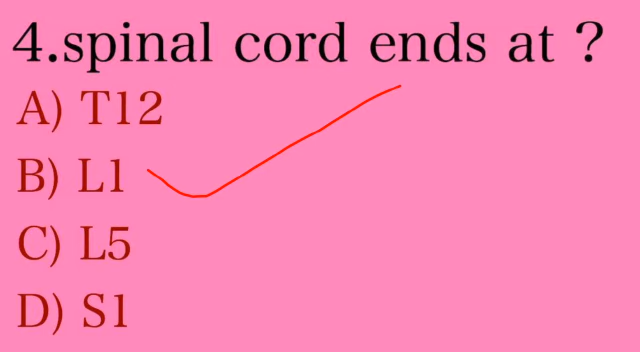 4.spinal cord ends at ?
A) T12
B) L1
C) L5
D) S1